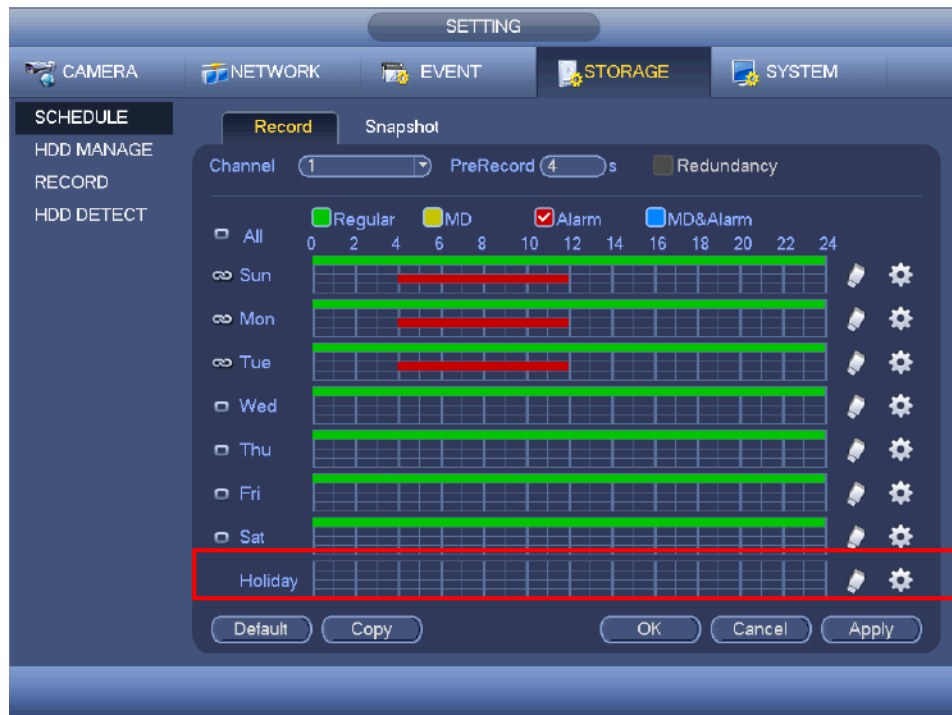 SETTING
CAMERA NETWORK EVENT STORAGE SYSTEM
SCHEDULE
HDD MANAGE
RECORD
HDD DETECT
Record Snapshot
Channel 1 PreRecord 4 s Redundancy
Regular MD Alarm MD&Alarm
All 0 2 4 6 8 10 12 14 16 18 20 22 24
Sun
Mon
Tue
Wed
Thu
Fri
Sat
Holiday
Default Copy OK Cancel Apply